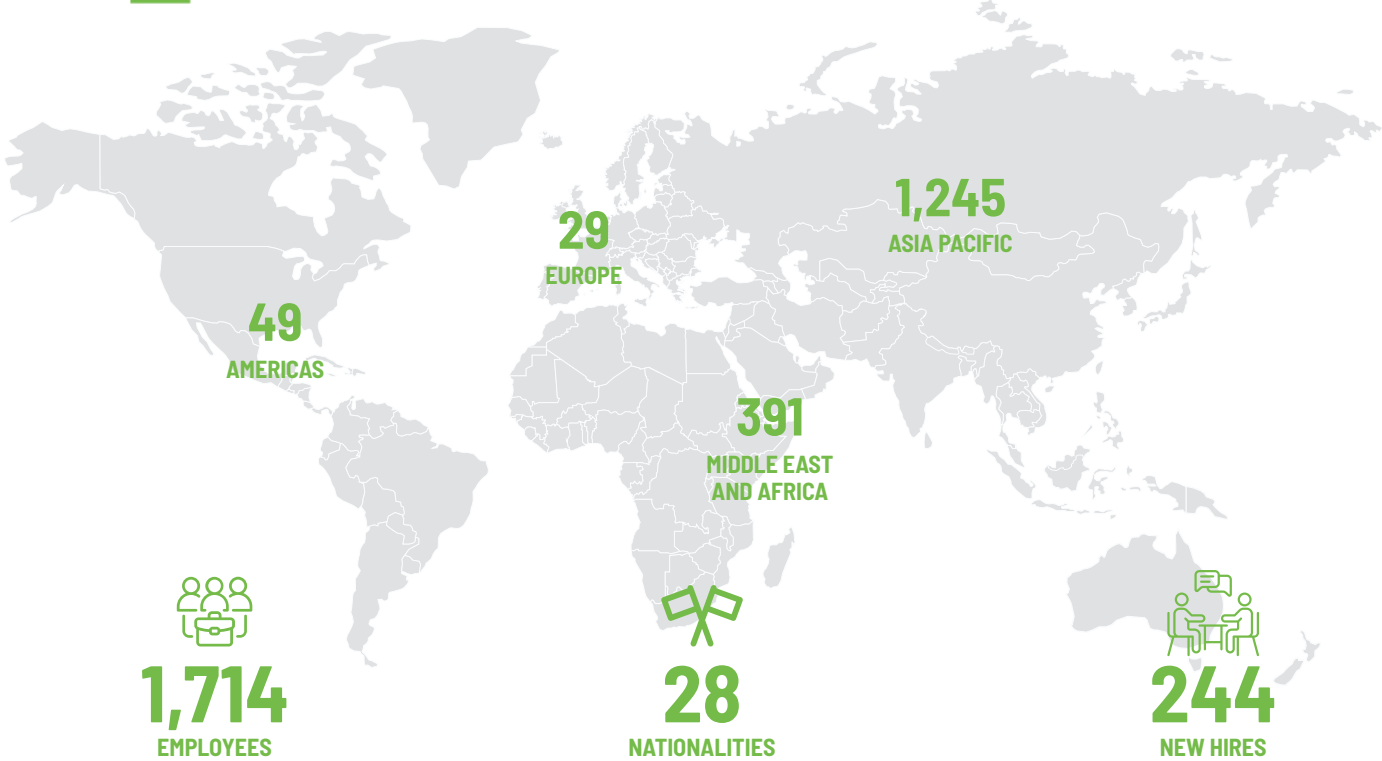 1,245
ASIA PACIFIC
29
EUROPE
49
AMERICAS
391
MIDDLE EAST
AND AFRICA
1,714
EMPLOYEES
28
NATIONALITIES
244
NEW HIRES